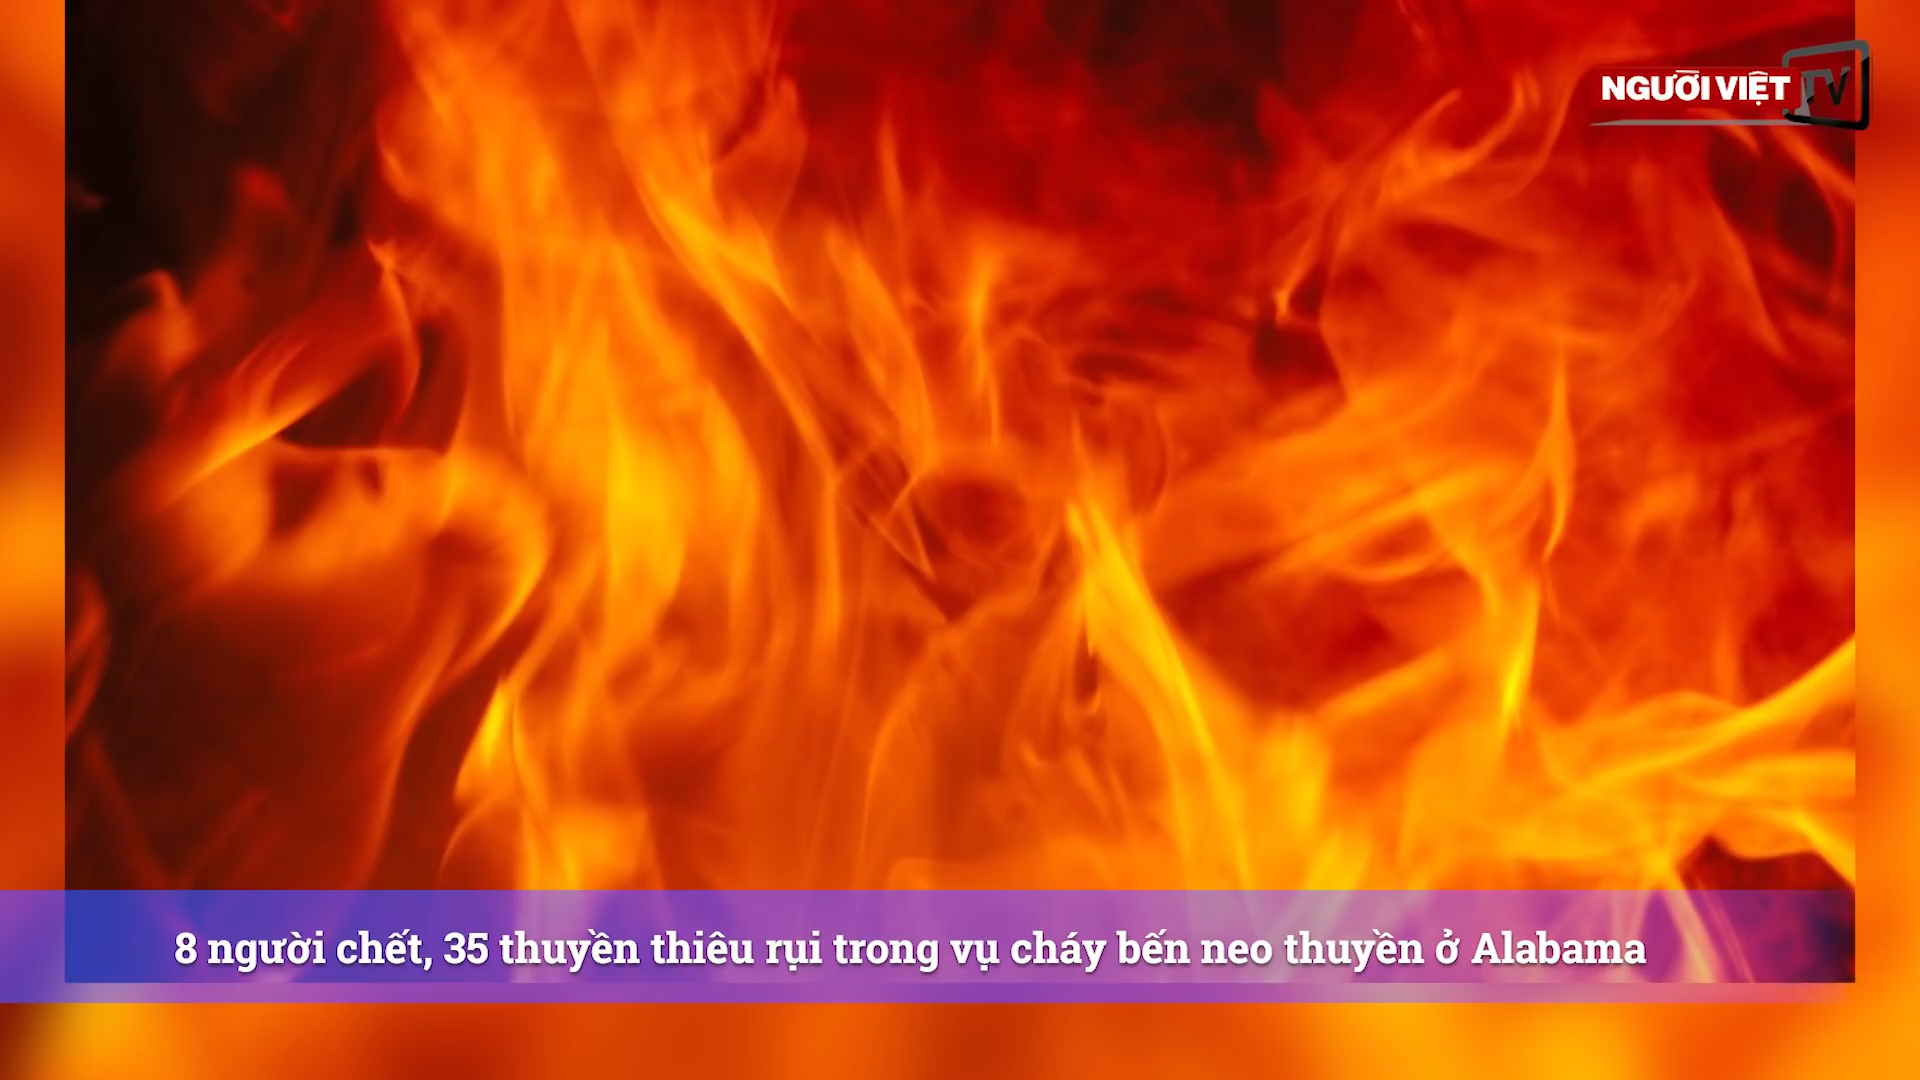 NGƯỜI VIỆT TV
8 người chết, 35 thuyền thiêu rụi trong vụ cháy bến neo thuyền ở Alabama